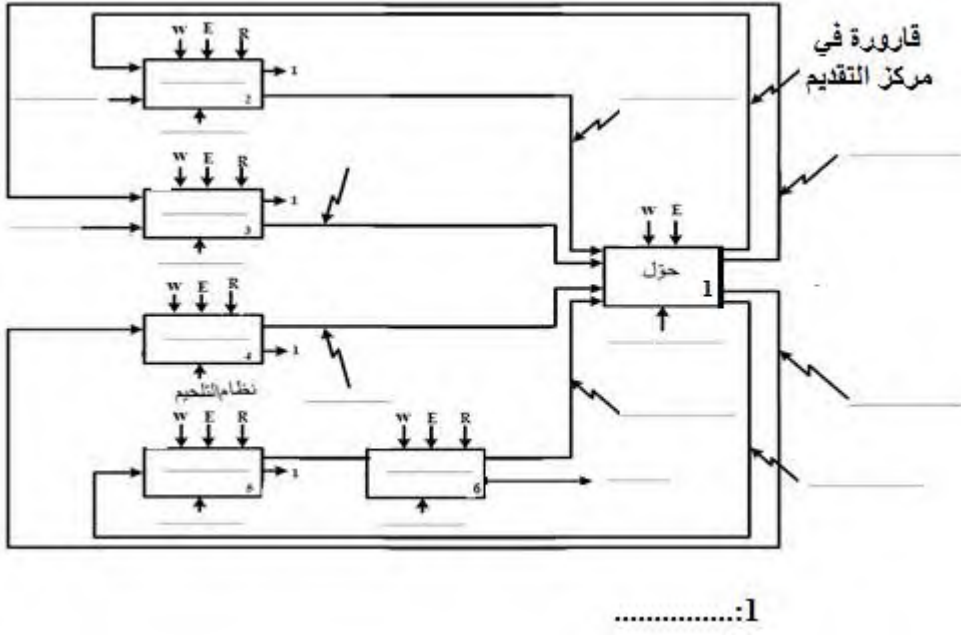 قارورة في
مركز التقديم
W E R
1
2
W E R
1
3
W E
حوّل
1
W E R
4
1
نظام التلحيم
W E R
1
5
W E R
6
1:...............